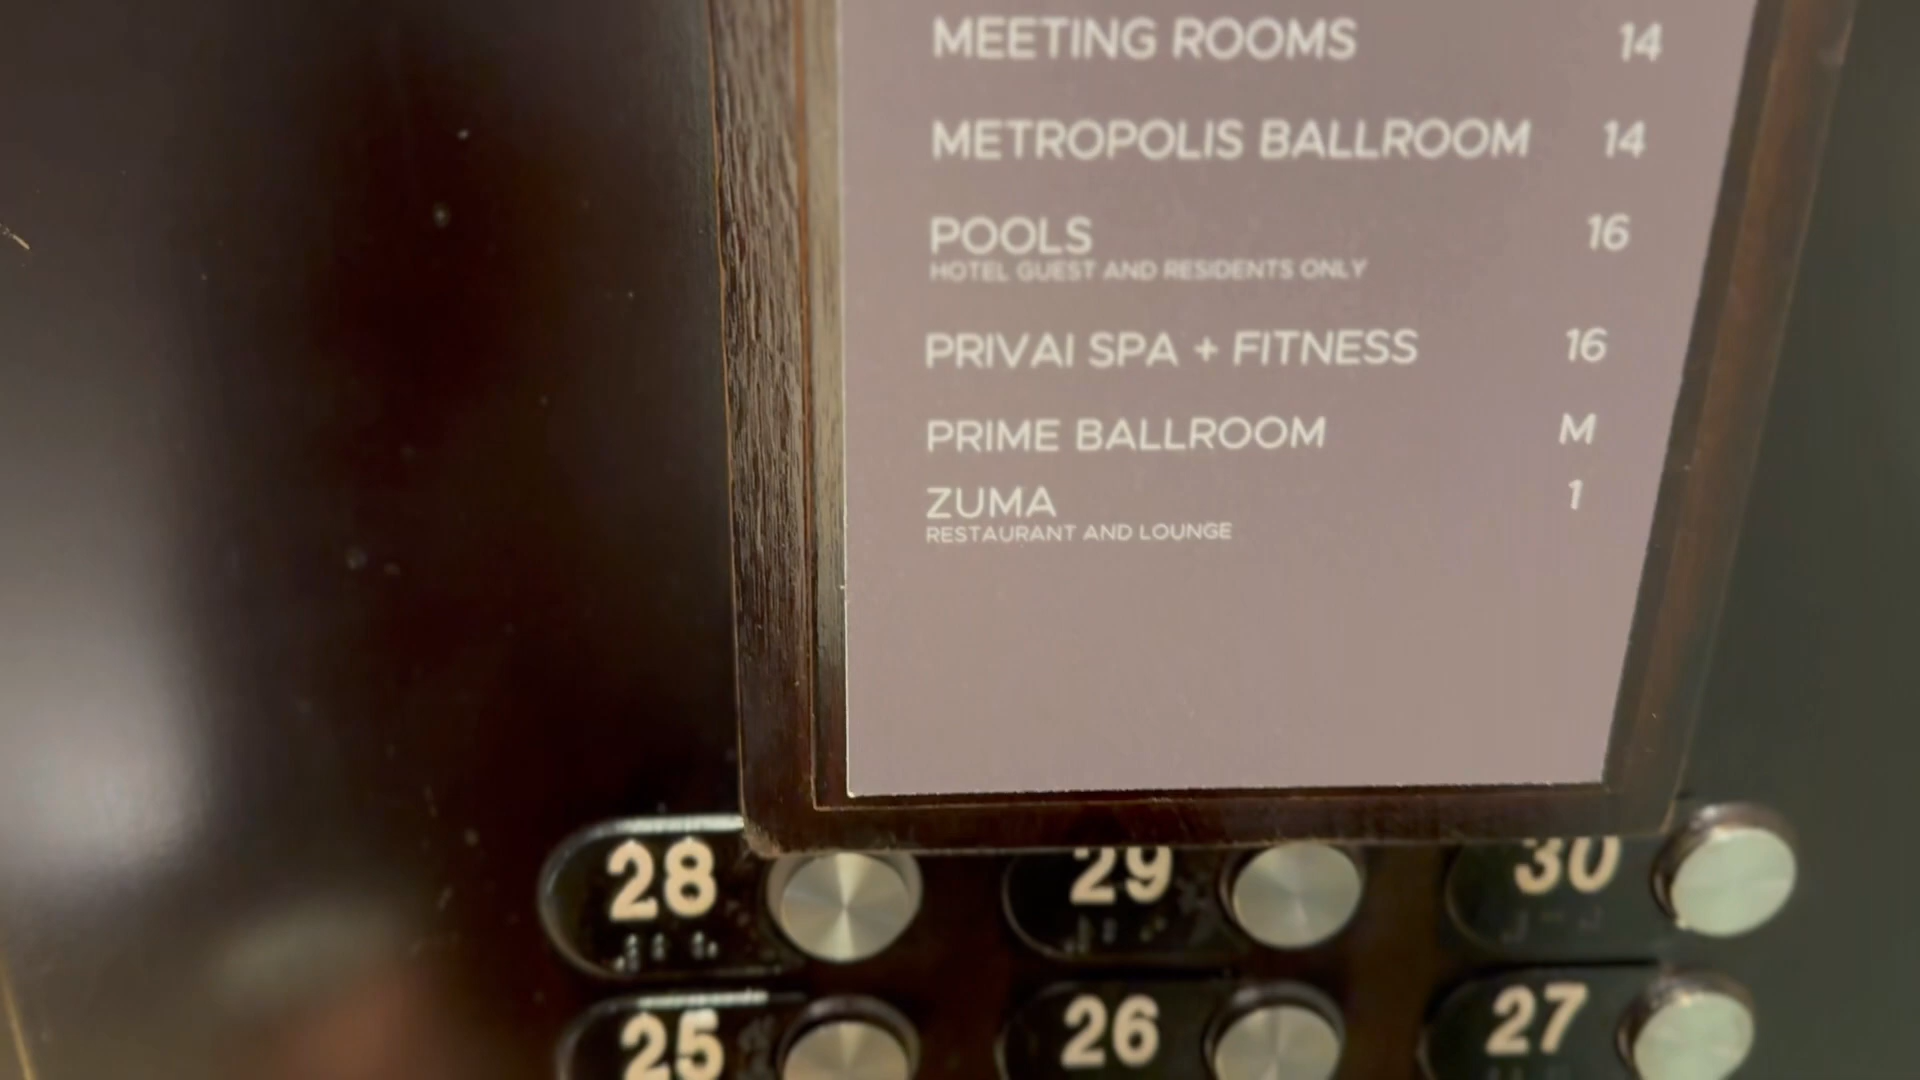 MEETING ROOMS 14
METROPOLIS BALLROOM 14
POOLS 16
HOTEL GUEST AND RESIDENTS ONLY
PRIVAI SPA + FITNESS 16
PRIME BALLROOM M
ZUMA 1
RESTAURANT AND LOUNGE
28 29 30
25 26 27